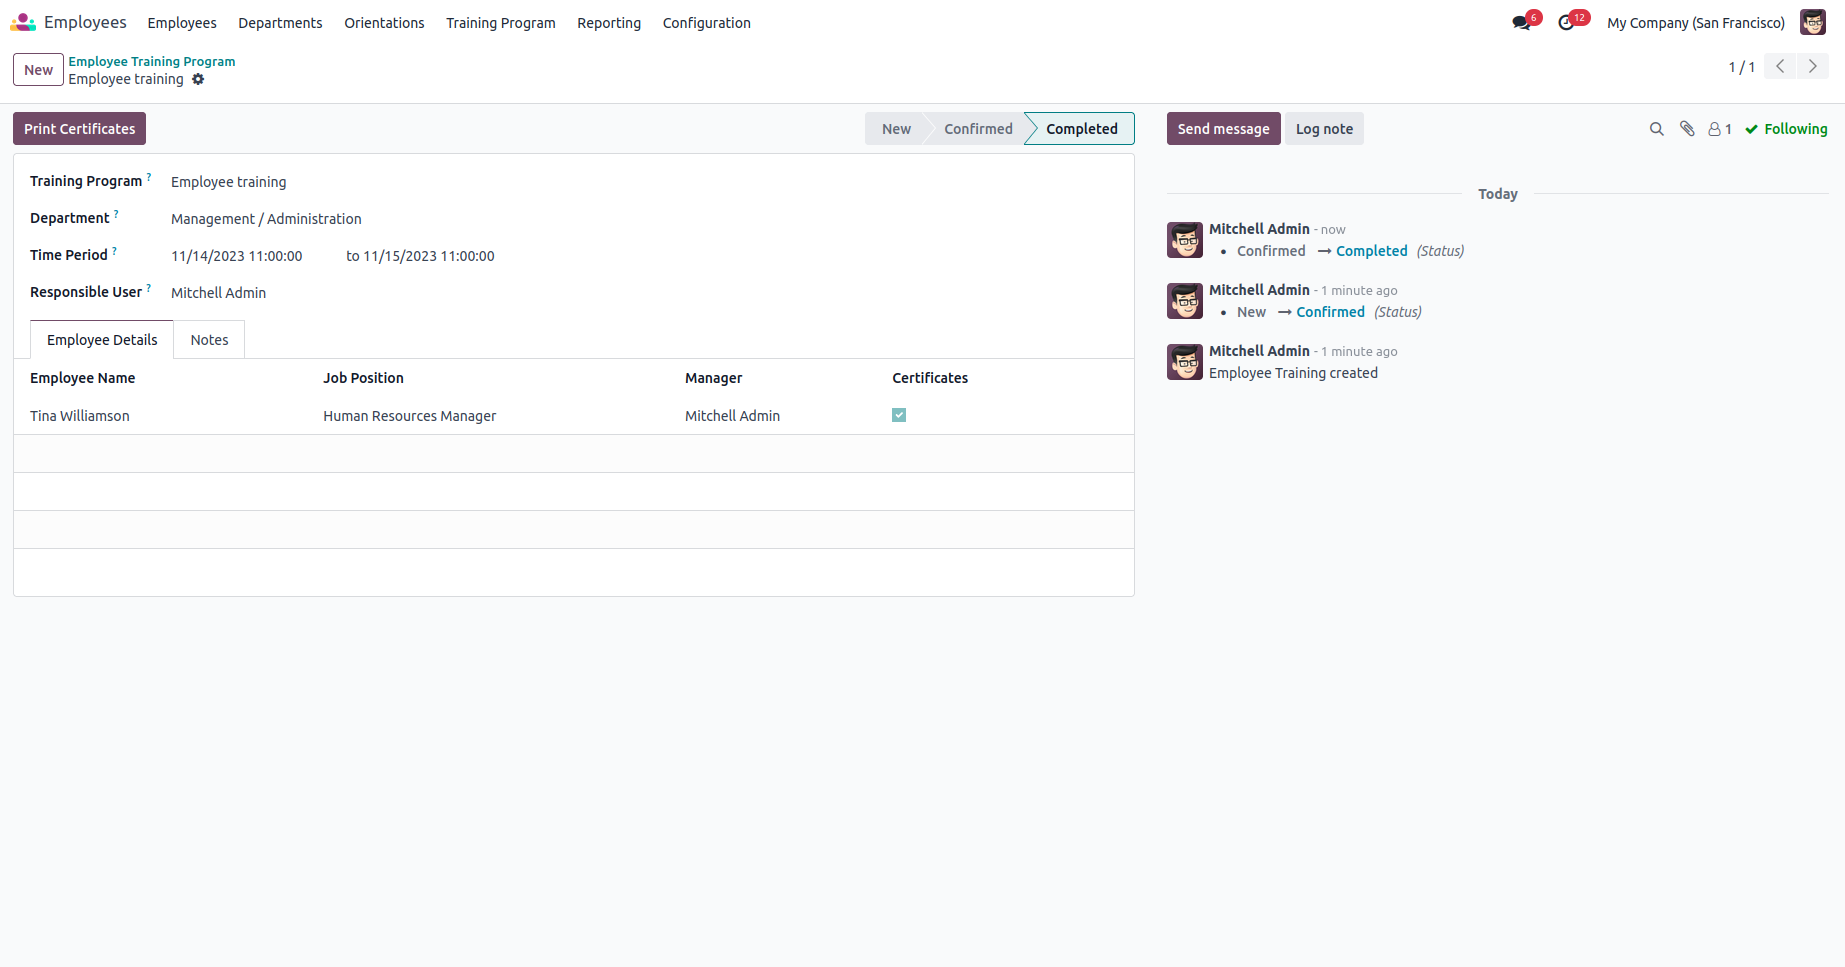 Employees Employees Departments Orientations Training Program Reporting Configuration 6 12 My Company (San Francisco)
New Employee Training Program
Employee training 1 / 1
Print Certificates New Confirmed Completed Send message Log note 1 Following
Training Program ? Employee training
Department ? Management / Administration
Time Period ? 11/14/2023 11:00:00 to 11/15/2023 11:00:00
Responsible User ? Mitchell Admin
Employee Details Notes
Employee Name Job Position Manager Certificates
Tina Williamson Human Resources Manager Mitchell Admin
Today
Mitchell Admin - now
• Confirmed → Completed (Status)
Mitchell Admin - 1 minute ago
• New → Confirmed (Status)
Mitchell Admin - 1 minute ago
Employee Training created